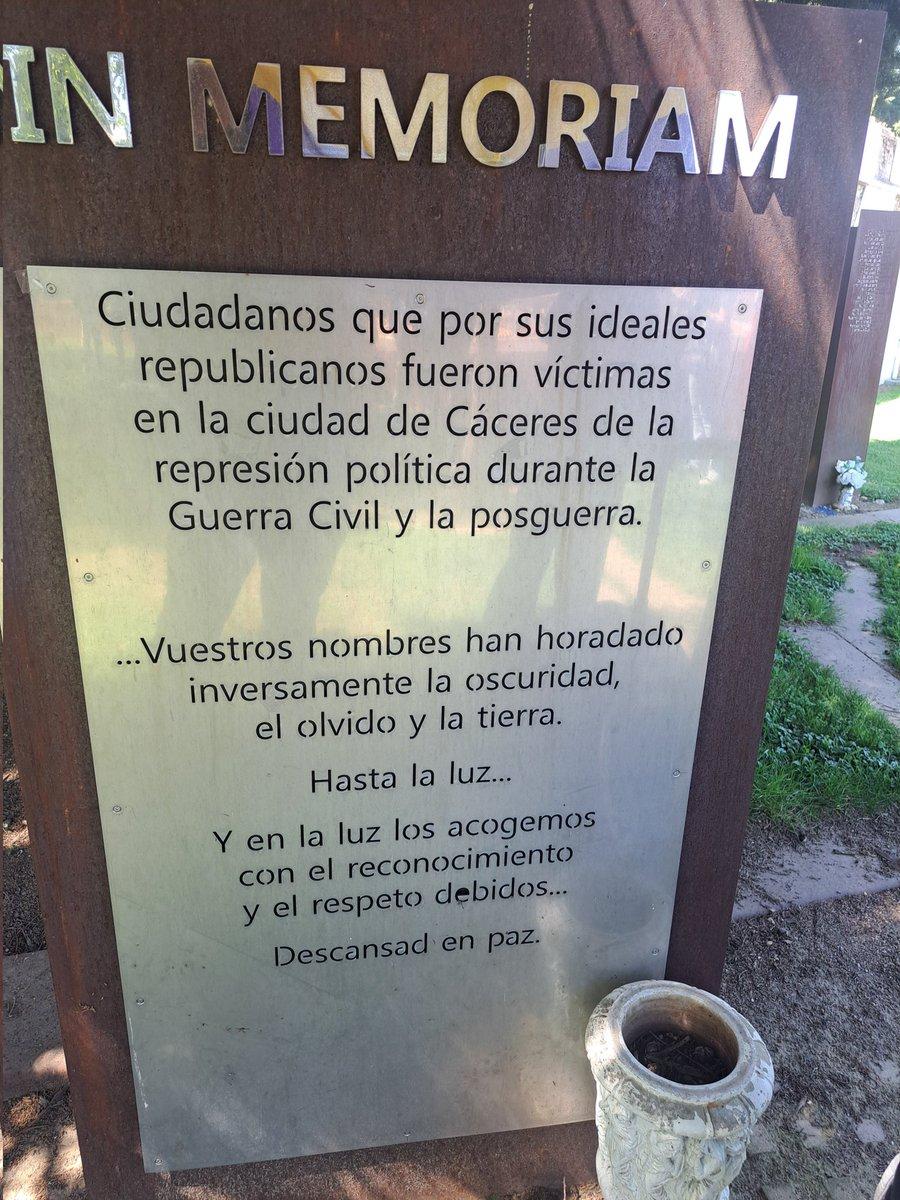 IN MEMORIAM
Ciudadanos que por sus ideales
republicanos fueron víctimas
en la ciudad de Cáceres de la
represión política durante la
Guerra Civil y la posguerra.
...Vuestros nombres han horadado
inversamente la oscuridad,
el olvido y la tierra.
Hasta la luz...
Y en la luz los acogemos
con el reconocimiento
y el respeto debidos...
Descansad en paz.